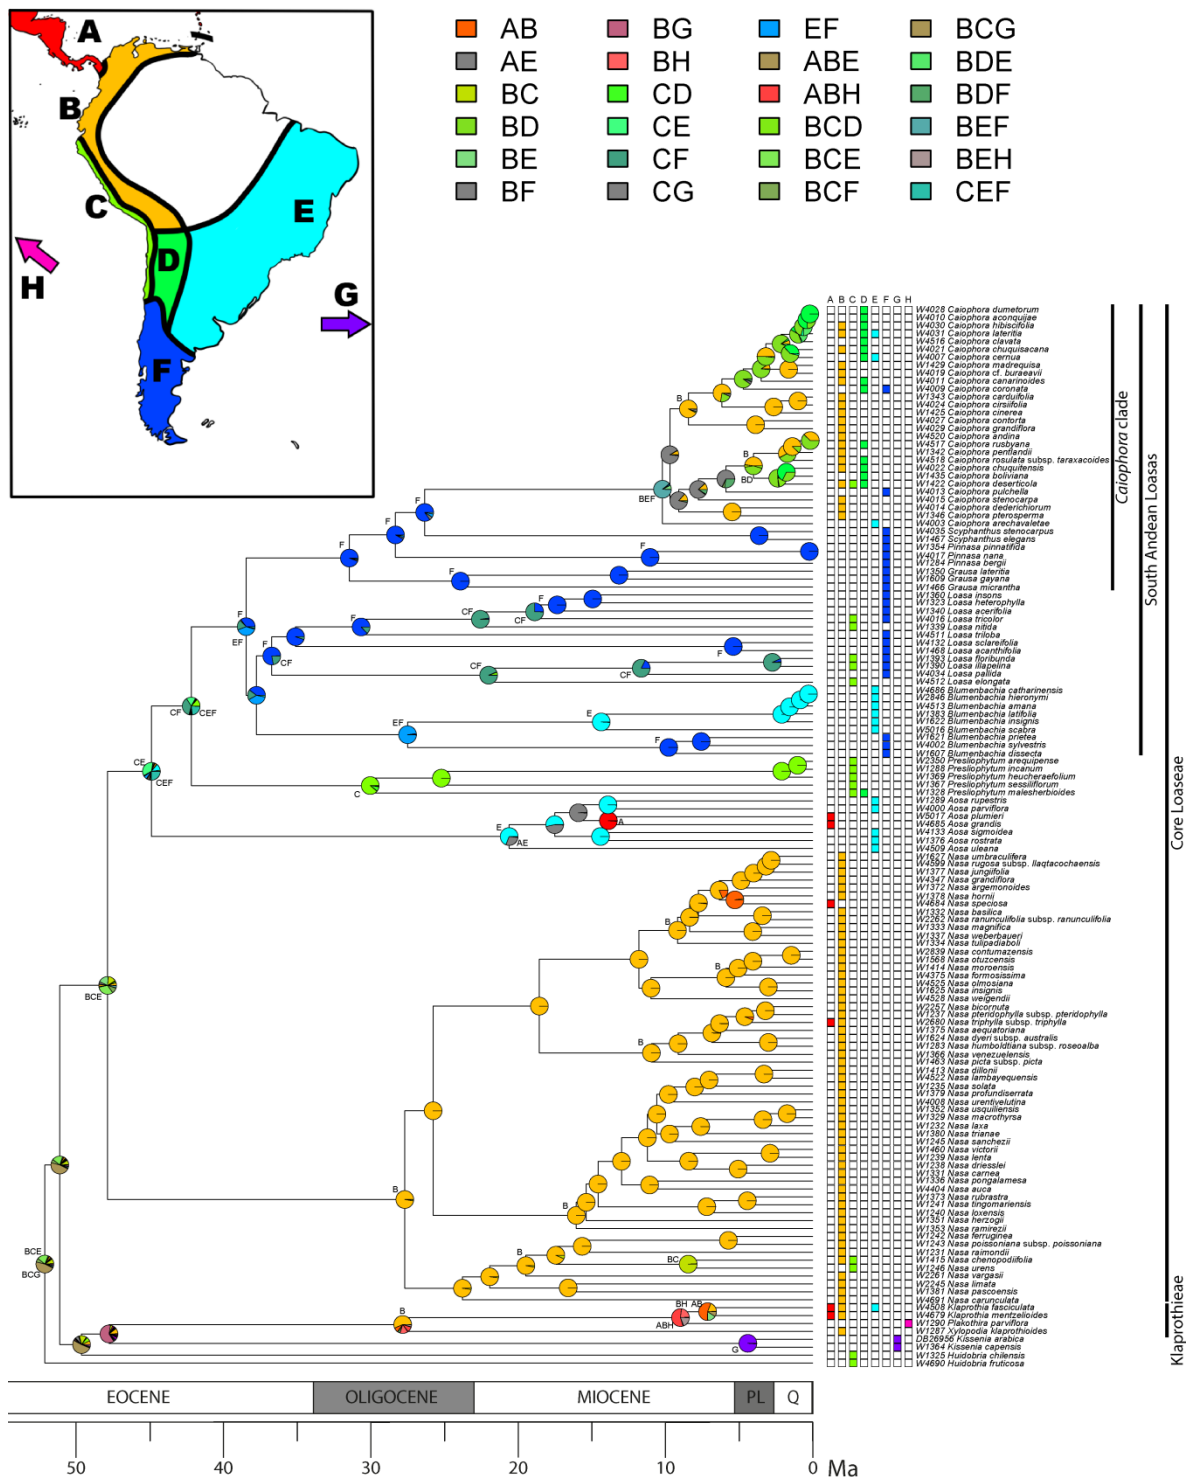 A
B
C
D
E
F
G
H
AB
AE
BC
BD
BE
BF
BG
BH
CD
CE
CF
CG
EF
ABE
ABH
BCD
BCE
BCF
BCG
BDE
BDF
BEF
BEH
CEF
A B C D E F G H
W4028 Caiophora dumetorum
W4010 Caiophora aconquijae
W4030 Caiophora hibiscifolia
W4031 Caiophora lateritia
W4516 Caiophora clavata
W4021 Caiophora chuquisacana
W4007 Caiophora cernua
W1429 Caiophora madrequisa
W4019 Caiophora cf. buraeavii
W4011 Caiophora canarinoides
W4009 Caiophora coronata
W1343 Caiophora carduifolia
W4024 Caiophora cirsiifolia
W1425 Caiophora cinerea
W4027 Caiophora contorta
W4029 Caiophora grandiflora
W4520 Caiophora andina
W4517 Caiophora rusbyana
W1342 Caiophora pentlandii
W4518 Caiophora rosulata subsp. taraxacoides
W4022 Caiophora chuquitensis
W1435 Caiophora boliviana
W1422 Caiophora deserticola
W4013 Caiophora pulchella
W4015 Caiophora stenocarpa
W4014 Caiophora dederichiorum
W1346 Caiophora pterosperma
W4003 Caiophora arechavaletae
W4035 Scyphanthus stenocarpus
W1467 Scyphanthus elegans
W1354 Pinnasa pinnatifida
W4017 Pinnasa nana
W1284 Pinnasa bergii
W1350 Grausa lateritia
W1609 Grausa gayana
W1466 Grausa micrantha
W1360 Loasa insons
W1323 Loasa heterophylla
W1340 Loasa acerifolia
W4016 Loasa tricolor
W1339 Loasa nitida
W4511 Loasa triloba
W4132 Loasa sclareifolia
W1468 Loasa acanthifolia
W1393 Loasa floribunda
W1390 Loasa illapelina
W4034 Loasa pallida
W4512 Loasa elongata
W4686 Blumenbachia catharinensis
W2846 Blumenbachia hieronymi
W4513 Blumenbachia amana
W1383 Blumenbachia latifolia
W1622 Blumenbachia insignis
W5016 Blumenbachia scabra
W1621 Blumenbachia prietea
W4002 Blumenbachia sylvestris
W1607 Blumenbachia dissecta
W2350 Presliophytum arequipense
W1288 Presliophytum incanum
W1369 Presliophytum heucheraefolium
W1367 Presliophytum sessiliflorum
W1328 Presliophytum malesherbioides
W1289 Aosa rupestris
W4000 Aosa parviflora
W5017 Aosa plumieri
W4685 Aosa grandis
W4133 Aosa sigmoidea
W1376 Aosa rostrata
W4509 Aosa uleana
W1627 Nasa umbraculifera
W4599 Nasa rugosa subsp. llaqtacochaensis
W1377 Nasa jungiifolia
W4347 Nasa grandiflora
W1372 Nasa argemonoides
W1378 Nasa hornii
W4684 Nasa speciosa
W1332 Nasa basilica
W2262 Nasa ranunculifolia subsp. ranunculifolia
W1333 Nasa magnifica
W1337 Nasa weberbaueri
W1334 Nasa tulipadiaboli
W2839 Nasa contumazensis
W1568 Nasa otuzcensis
W1414 Nasa moroensis
W4375 Nasa formosissima
W4525 Nasa olmosiana
W1625 Nasa insignis
W4528 Nasa weigendii
W2257 Nasa bicornuta
W1237 Nasa pteridophylla subsp. pteridophylla
W2680 Nasa triphylla subsp. triphylla
W1375 Nasa aequatoriana
W1624 Nasa dyeri subsp. australis
W1283 Nasa humboldtiana subsp. roseoalba
W1366 Nasa venezuelensis
W1463 Nasa picta subsp. picta
W1413 Nasa dillonii
W4522 Nasa lambayequensis
W1235 Nasa solata
W1379 Nasa profundiserrata
W4008 Nasa urentivelutina
W1352 Nasa usquiliensis
W1329 Nasa macrothyrsa
W1232 Nasa laxa
W1380 Nasa trianae
W1245 Nasa sanchezii
W1460 Nasa victorii
W1239 Nasa lenta
W1238 Nasa driesslei
W1331 Nasa carnea
W1336 Nasa pongalamesa
W4404 Nasa auca
W1373 Nasa rubrastra
W1241 Nasa tingomariensis
W1240 Nasa loxensis
W1351 Nasa herzogii
W1353 Nasa ramirezii
W1242 Nasa ferruginea
W1243 Nasa poissoniana subsp. poissoniana
W1231 Nasa raimondii
W1415 Nasa chenopodiifolia
W1246 Nasa urens
W2261 Nasa vargasii
W2245 Nasa limata
W1381 Nasa pascoensis
W4691 Nasa carunculata
W4508 Klaprothia fasciculata
W4679 Klaprothia mentzelioides
W1290 Plakothira parviflora
W1287 Xylopodia klaprothioides
DB26956 Kissenia arabica
W1364 Kissenia capensis
W1325 Huidobria chilensis
W4690 Huidobria fruticosa
Caiophora clade
South Andean Loasas
Core Loaseae
Klaprothieae
B
B
BD
BEF
F
F
F
F
F
CF
CF
F
F
EF
F
CF
F
CF
CF
F
CF
CEF
EF
E
F
CE
CEF
C
E
AE
A
B
B
B
BCE
B
B
B
BC
BCE
BCG
B
BH
AB
ABH
G
EOCENE
OLIGOCENE
MIOCENE
PL
Q
50
40
30
20
10
0 Ma